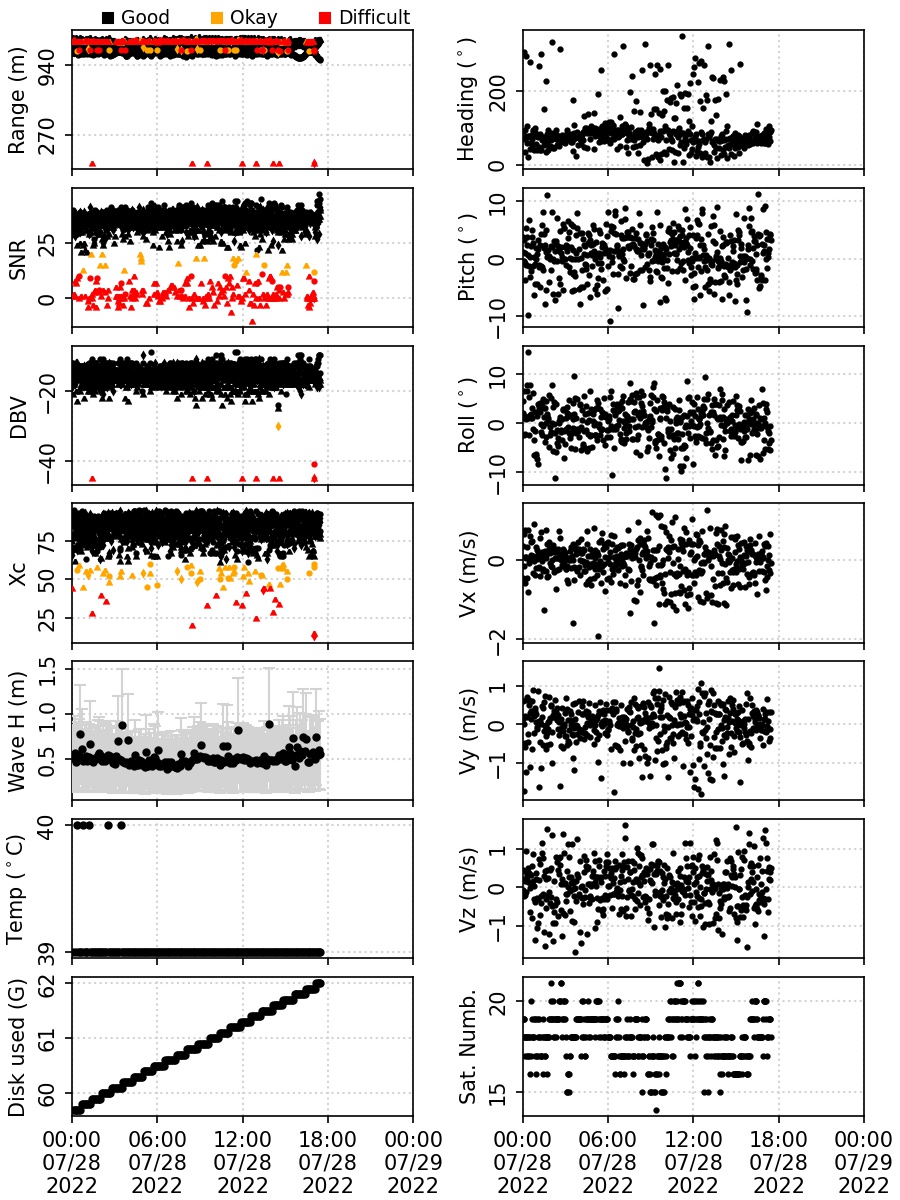 Good Okay Difficult
Range (m)
940
270
Heading (°)
200
0
SNR
25
0
Pitch (°)
10
0
−10
DBV
−20
−40
Roll (°)
10
0
−10
Xc
75
50
25
Vx (m/s)
0
−2
Wave H (m)
1.5
1.0
0.5
Vy (m/s)
1
0
−1
Temp (°C)
40
39
Vz (m/s)
1
0
−1
Disk used (G)
62
61
60
Sat. Numb.
20
15
00:00 06:00 12:00 18:00 00:00
07/28 07/28 07/28 07/28 07/29
2022 2022 2022 2022 2022
00:00 06:00 12:00 18:00 00:00
07/28 07/28 07/28 07/28 07/29
2022 2022 2022 2022 2022